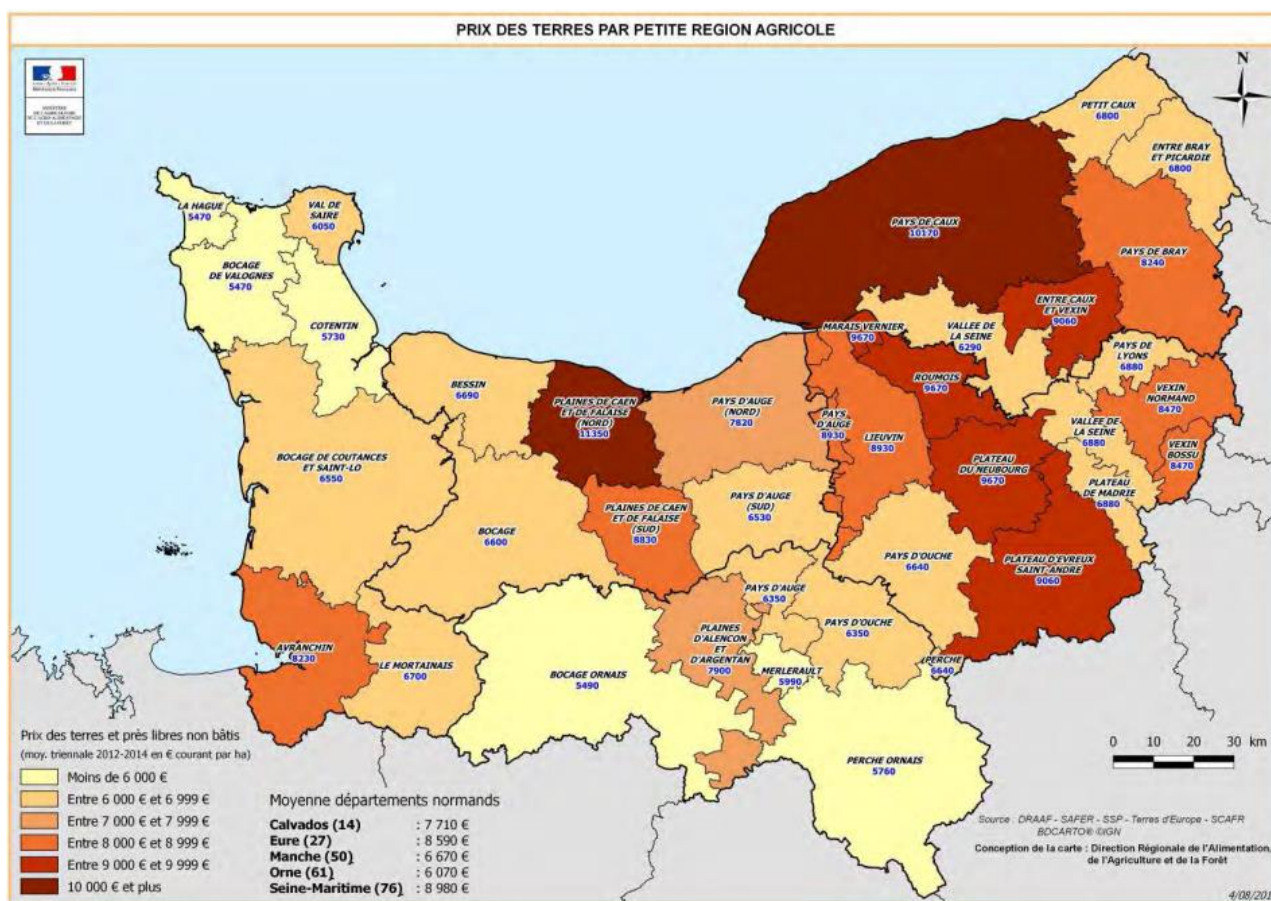 PRIX DES TERRES PAR PETITE REGION AGRICOLE
N
PETIT CAUX
6800
ENTRE BRAY
ET PICARDIE
6800
LA HAGUE
5470
VAL DE
SAIRE
6050
PAYS DE CAUX
10170
PAYS DE BRAY
8240
BOCAGE
DE VALOGNES
5470
COTENTIN
5730
ENTRE CAUX
ET VEXIN
9060
MARAIS VERNIER
9670
VALLEE DE
LA SEINE
6290
PAYS DE
LYONS
6880
BESSIN
6690
ROUMOIS
9670
PLAINES DE CAEN
ET DE FALAISE
(NORD)
11350
PAYS D'AUGE
(NORD)
7820
PAYS
D'AUGE
8930
LIEUVIN
8930
VEXIN
NORMAND
8470
VALLEE DE
LA SEINE
6880
VEXIN
BOSSU
8470
BOCAGE DE COUTANCES
ET SAINT-LO
6550
PLATEAU
DU NEUBOURG
9670
PLATEAU
DE MADRIE
6880
PAYS D'AUGE
(SUD)
6530
PLAINES DE CAEN
ET DE FALAISE
(SUD)
8830
BOCAGE
6600
PAYS D'OUCHE
6640
PLATEAU D'EVREUX
SAINT-ANDRE
9060
PAYS D'AUGE
6350
PAYS D'OUCHE
6350
PLAINES
D'ALENCON
ET
D'ARGENTAN
7900
AVRANCHIN
8230
LE MORTAINAIS
6700
BOCAGE ORNAIS
5490
MERLERAULT
5990
PERCHE
6640
PERCHE ORNAIS
5760
Prix des terres et près libres non bâtis
(moy. triennale 2012-2014 en € courant par ha)
Moins de 6 000 €
Entre 6 000 € et 6 999 €
Entre 7 000 € et 7 999 €
Entre 8 000 € et 8 999 €
Entre 9 000 € et 9 999 €
10 000 € et plus
Moyenne départements normands
Calvados (14) : 7 710 €
Eure (27) : 8 590 €
Manche (50) : 6 670 €
Orne (61) : 6 070 €
Seine-Maritime (76) : 8 980 €
0 10 20 30 km
Source : DRAAF - SAFER - SSP - Terres d'Europe - SCAFR
BDCARTO® ©IGN
Conception de la carte : Direction Régionale de l'Alimentation,
de l'Agriculture et de la Forêt
4/08/201